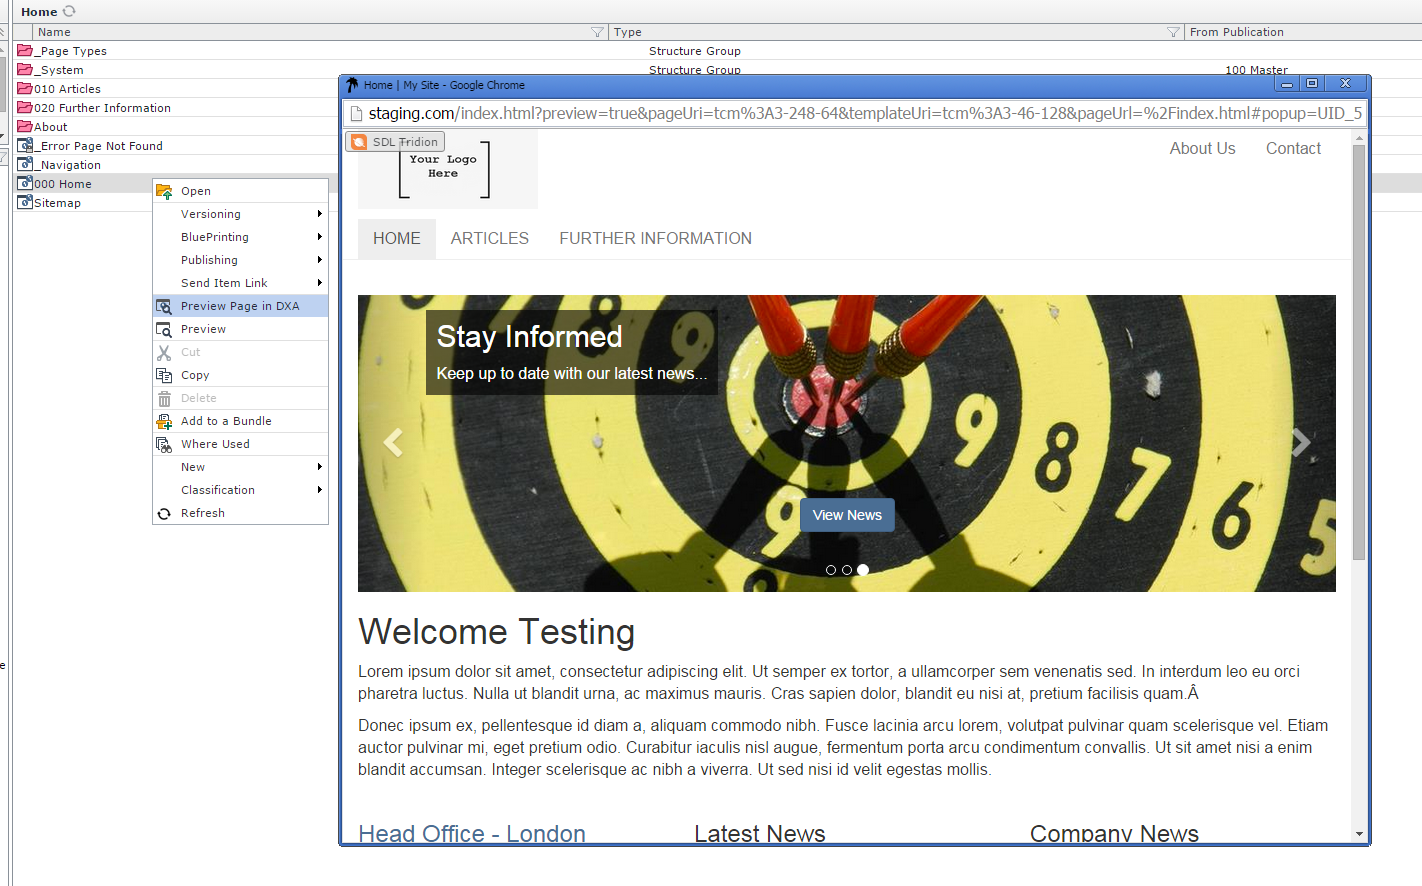 Home
Name Type From Publication
_Page Types Structure Group
_System Structure Group 100 Master
010 Articles
020 Further Information
About
_Error Page Not Found
_Navigation
000 Home
Sitemap
Open
Versioning
BluePrinting
Publishing
Send Item Link
Preview Page in DXA
Preview
Cut
Copy
Delete
Add to a Bundle
Where Used
New
Classification
Refresh
e
Home | My Site - Google Chrome
staging.com/index.html?preview=true&pageUri=tcm%3A3-248-64&templateUri=tcm%3A3-46-128&pageUrl=%2Findex.html#popup=UID_5
SDL Tridion
Your Logo
Here
About Us Contact
HOME ARTICLES FURTHER INFORMATION
Stay Informed
Keep up to date with our latest news...
9 9 9 8 7 6 5
View News
Welcome Testing
Lorem ipsum dolor sit amet, consectetur adipiscing elit. Ut semper ex tortor, a ullamcorper sem venenatis sed. In interdum leo eu orci
pharetra luctus. Nulla ut blandit urna, ac maximus mauris. Cras sapien dolor, blandit eu nisi at, pretium facilisis quam.Â
Donec ipsum ex, pellentesque id diam a, aliquam commodo nibh. Fusce lacinia arcu lorem, volutpat pulvinar quam scelerisque vel. Etiam
auctor pulvinar mi, eget pretium odio. Curabitur iaculis nisl augue, fermentum porta arcu condimentum convallis. Ut sit amet nisi a enim
blandit accumsan. Integer scelerisque ac nibh a viverra. Ut sed nisi id velit egestas mollis.
Head Office - London Latest News Company News